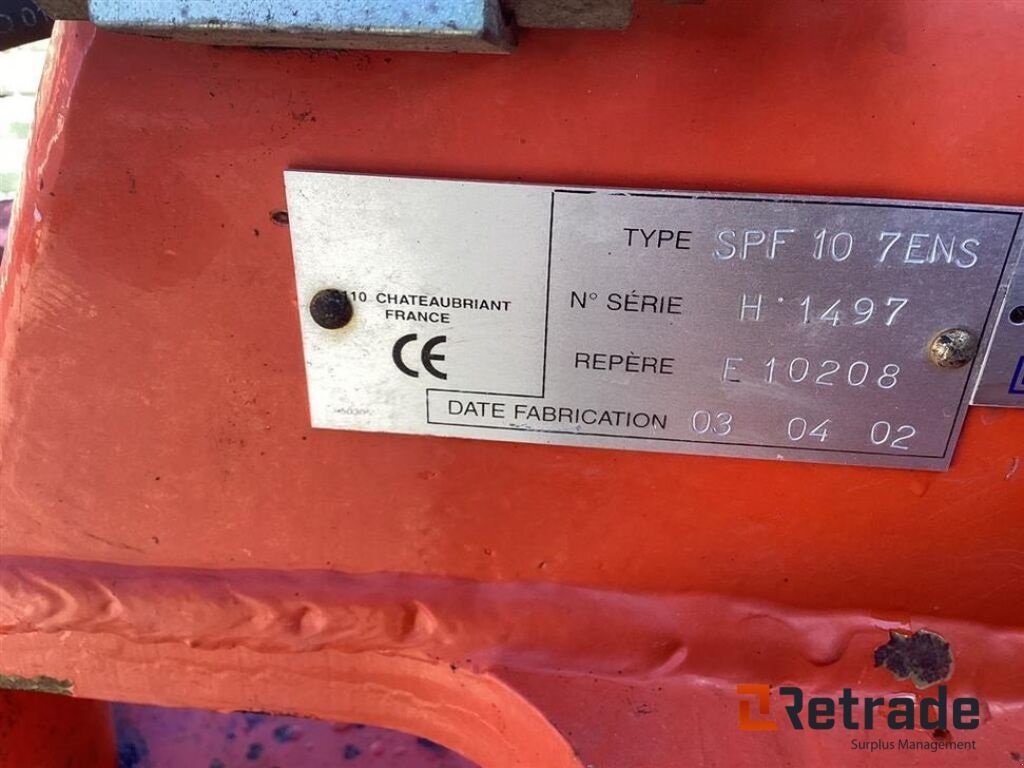 TYPE SPF 10 7ENS
N° SÉRIE H 1497
REPÈRE E 10208
110 CHATEAUBRIANT
FRANCE
CE
DATE FABRICATION 03 04 02
Retrade
Surplus Management